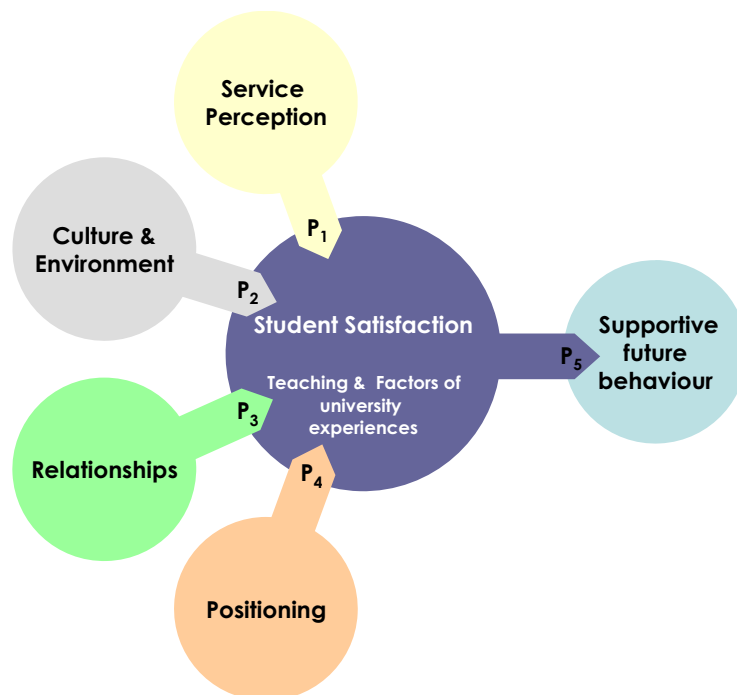 Service
Perception
P₁
Culture &
Environment
P₂
Student Satisfaction
Teaching & Factors of
university
experiences
Supportive
future
behaviour
P₅
P₃
Relationships
P₄
Positioning